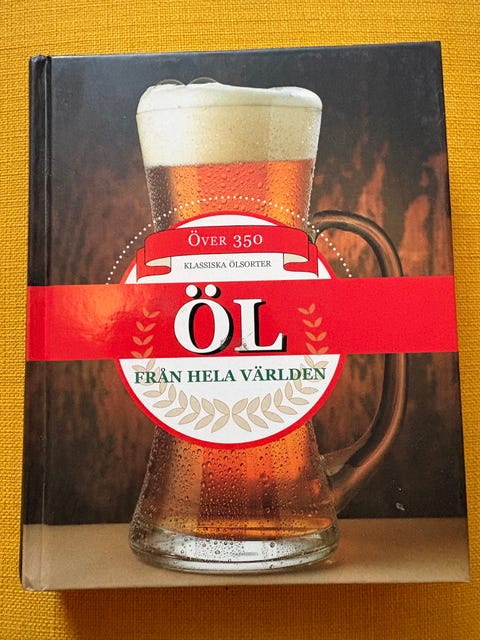 ÖVER 350
KLASSISKA ÖLSORTER
ÖL
FRÅN HELA VÄRLDEN